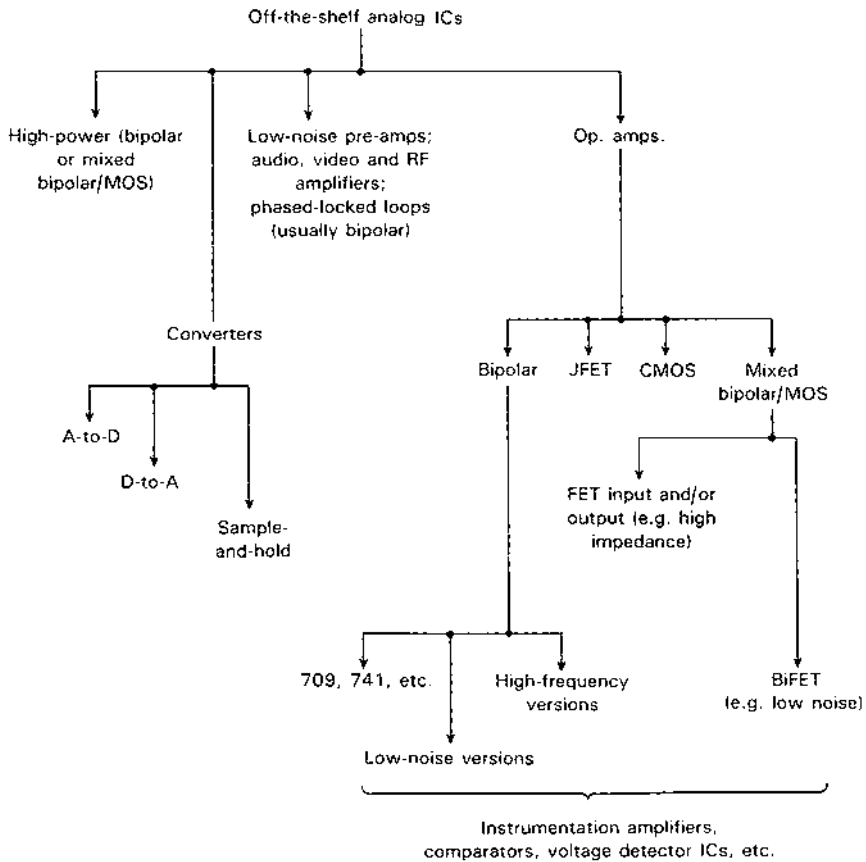 Off-the-shelf analog ICs
High-power (bipolar
or mixed
bipolar/MOS)
Low-noise pre-amps;
audio, video and RF
amplifiers;
phased-locked loops
(usually bipolar)
Op. amps.
Converters
A-to-D
D-to-A
Sample-
and-hold
Bipolar
JFET
CMOS
Mixed
bipolar/MOS
FET input and/or
output (e.g. high
impedance)
709, 741, etc.
High-frequency
versions
BiFET
(e.g. low noise)
Low-noise versions
Instrumentation amplifiers,
comparators, voltage detector ICs, etc.